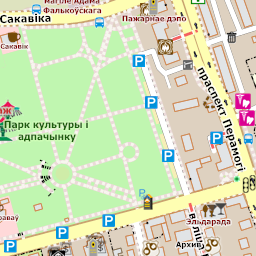 магіле Адама
Фалькоўскага
Сакавіка
Пажарнае дэпо
Сакавік
праспект Перамогі
Парк культуры і
адпачынку
Эльдарада
Архіў